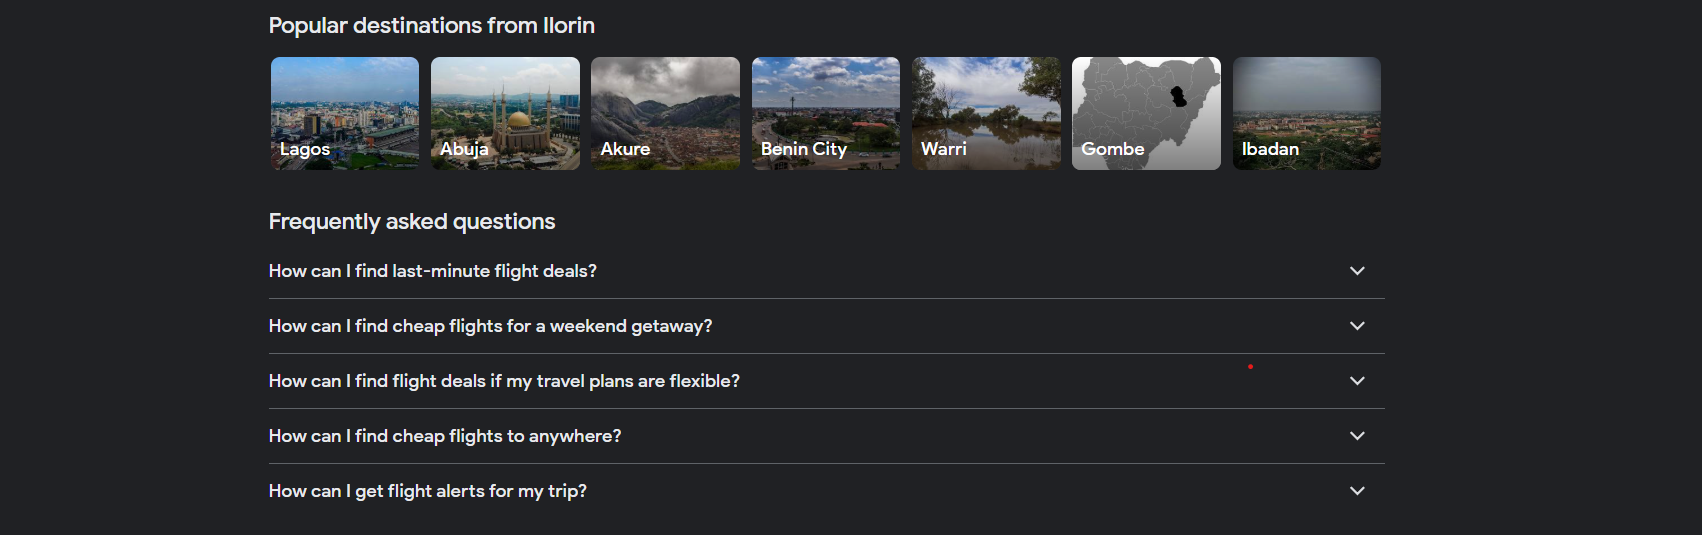 Popular destinations from Ilorin
Lagos
Abuja
Akure
Benin City
Warri
Gombe
Ibadan
Frequently asked questions
How can I find last-minute flight deals?
How can I find cheap flights for a weekend getaway?
How can I find flight deals if my travel plans are flexible?
How can I find cheap flights to anywhere?
How can I get flight alerts for my trip?